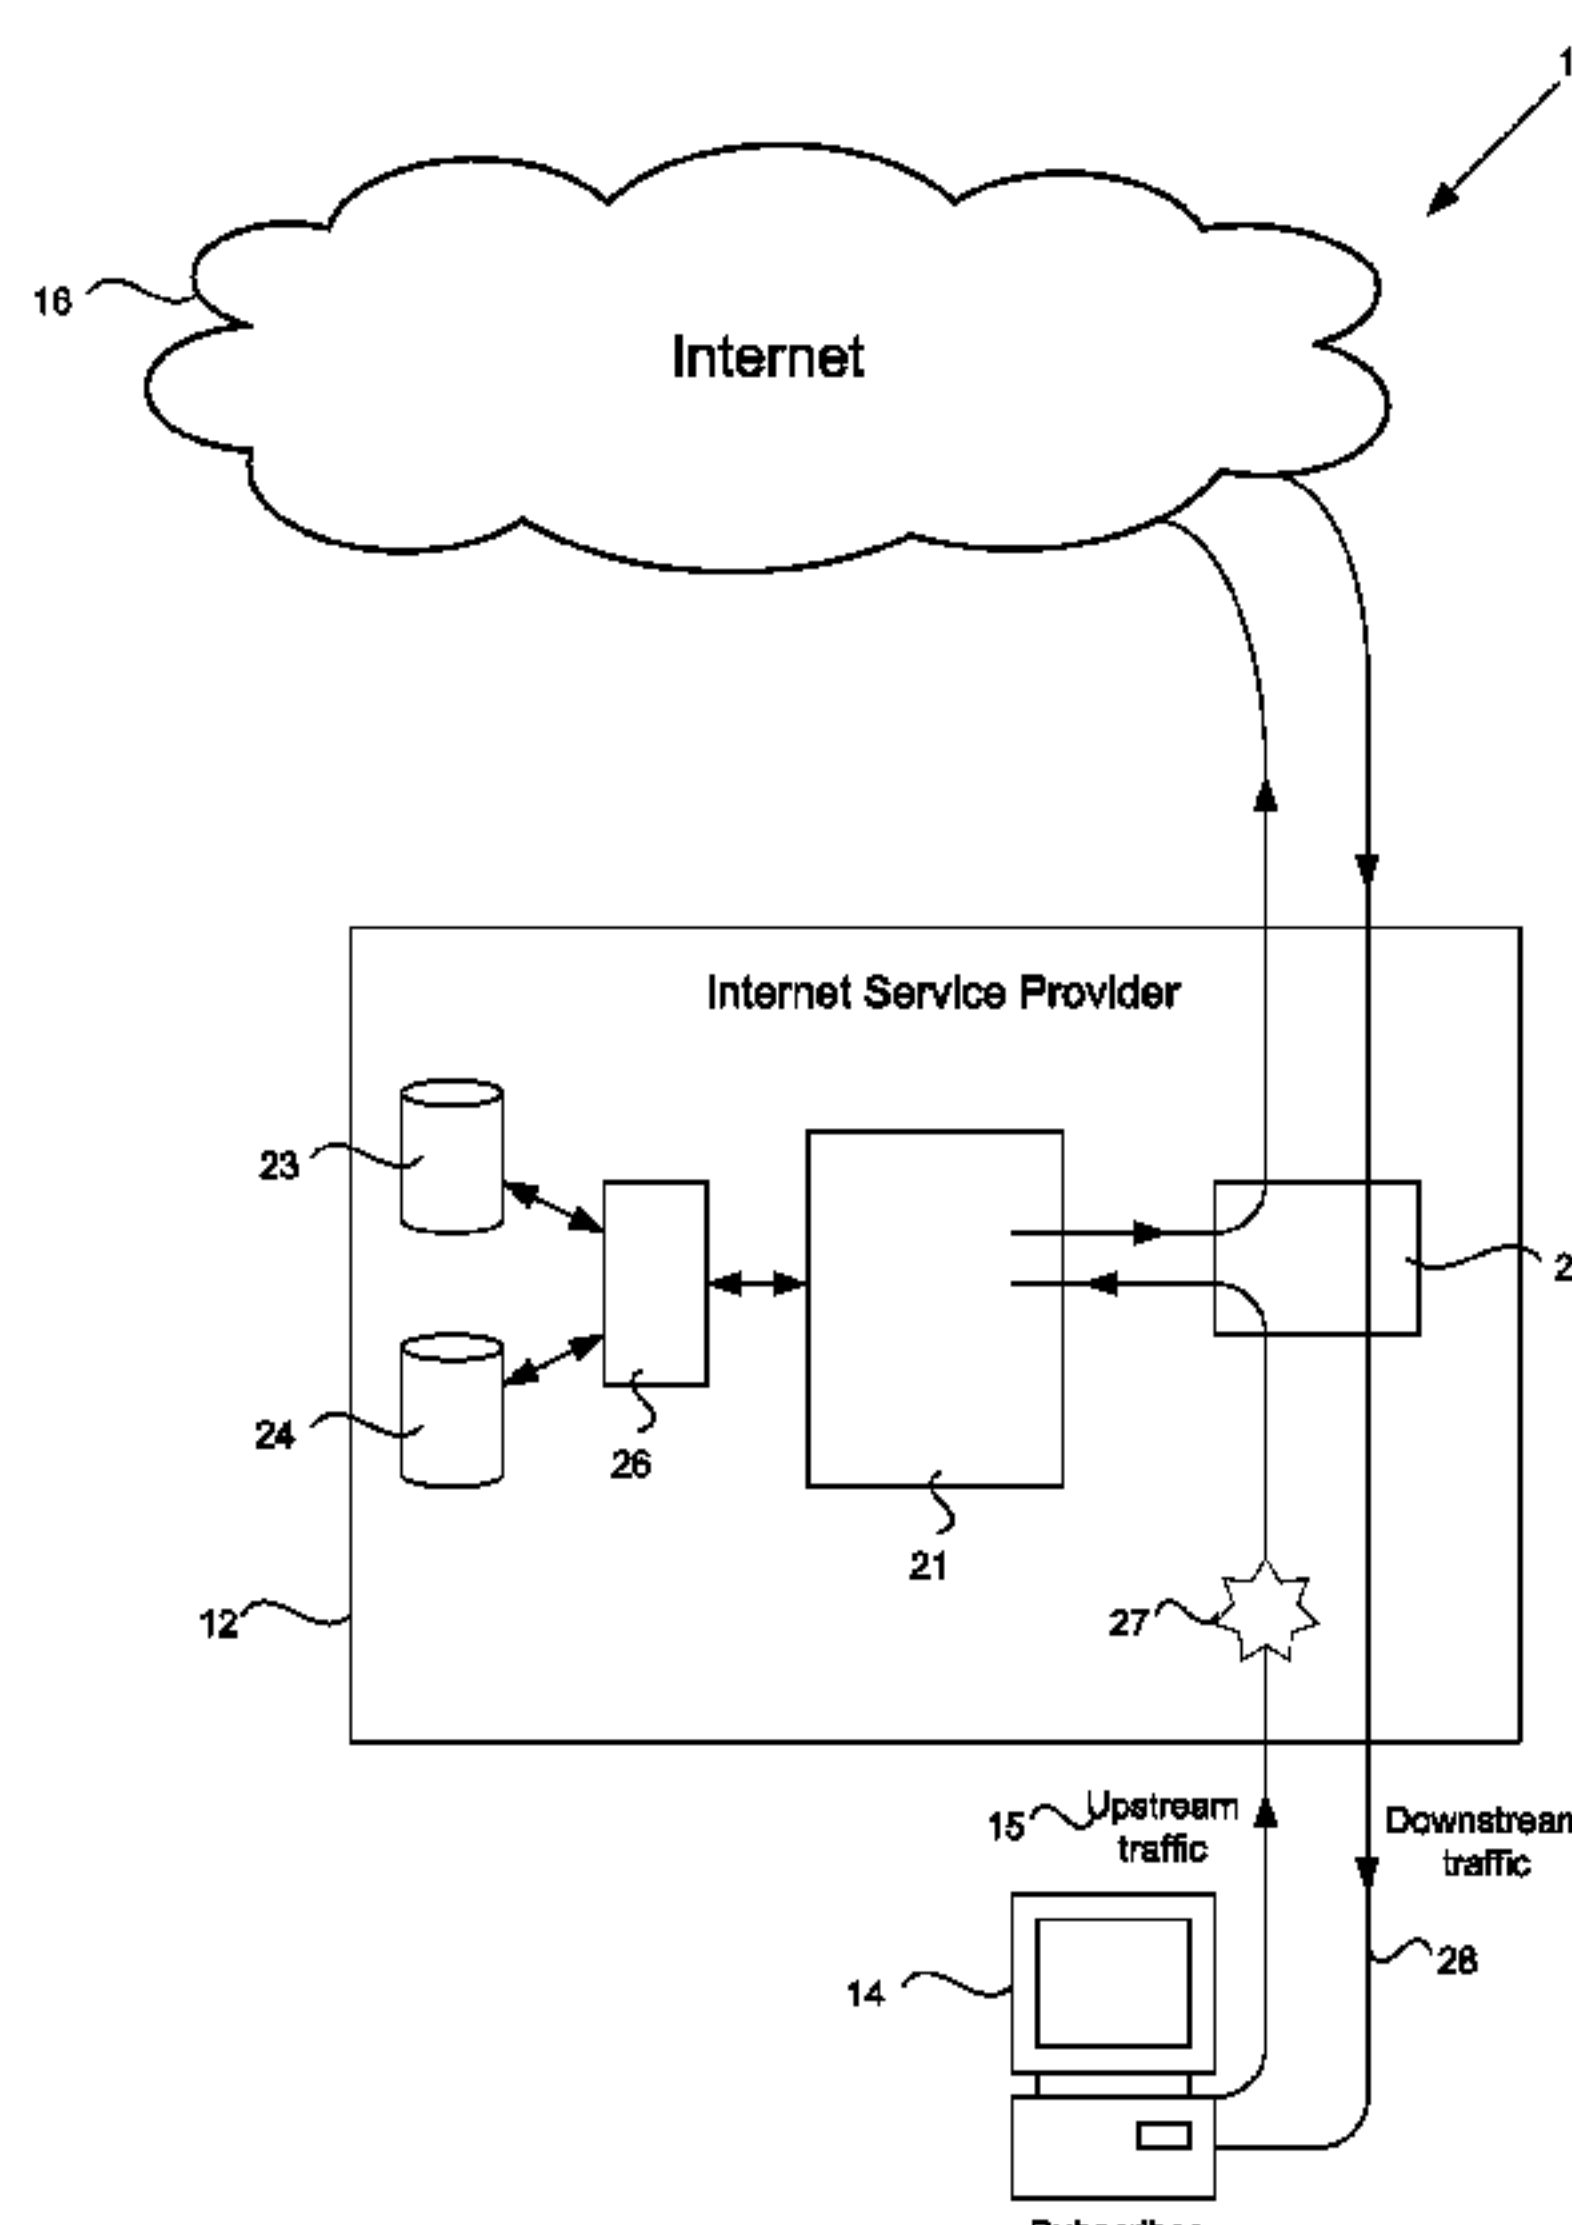 1
16
Internet
Internet Service Provider
23
2
24
26
21
12
27
15
Upstream
traffic
Downstream
traffic
28
14